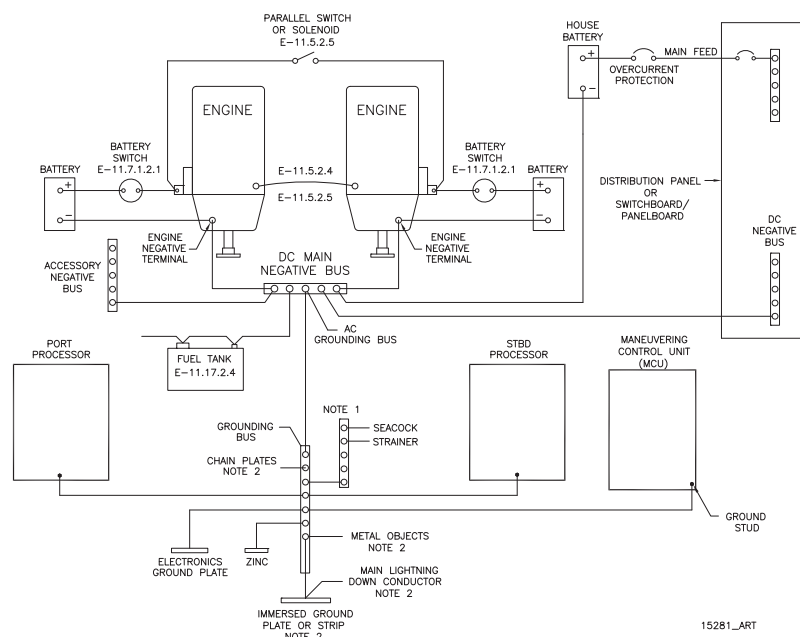 PARALLEL SWITCH
OR SOLENOID
E-11.5.2.5
HOUSE
BATTERY
+
-
MAIN FEED
OVERCURRENT
PROTECTION
ENGINE
ENGINE
BATTERY
SWITCH
E-11.7.1.2.1
BATTERY
+
-
E-11.5.2.4
E-11.5.2.5
BATTERY
SWITCH
E-11.7.1.2.1
BATTERY
+
-
DISTRIBUTION PANEL
OR
SWITCHBOARD/
PANELBOARD
DC
NEGATIVE
BUS
ENGINE
NEGATIVE
TERMINAL
ENGINE
NEGATIVE
TERMINAL
DC MAIN
NEGATIVE BUS
ACCESSORY
NEGATIVE
BUS
AC
GROUNDING BUS
FUEL TANK
E-11.17.2.4
PORT
PROCESSOR
STBD
PROCESSOR
MANEUVERING
CONTROL UNIT
(MCU)
NOTE 1
SEACOCK
STRAINER
GROUNDING
BUS
CHAIN PLATES
NOTE 2
GROUND
STUD
METAL OBJECTS
NOTE 2
ELECTRONICS
GROUND PLATE
ZINC
MAIN LIGHTNING
DOWN CONDUCTOR
NOTE 2
IMMERSED GROUND
PLATE OR STRIP
NOTE 2
15281_ART